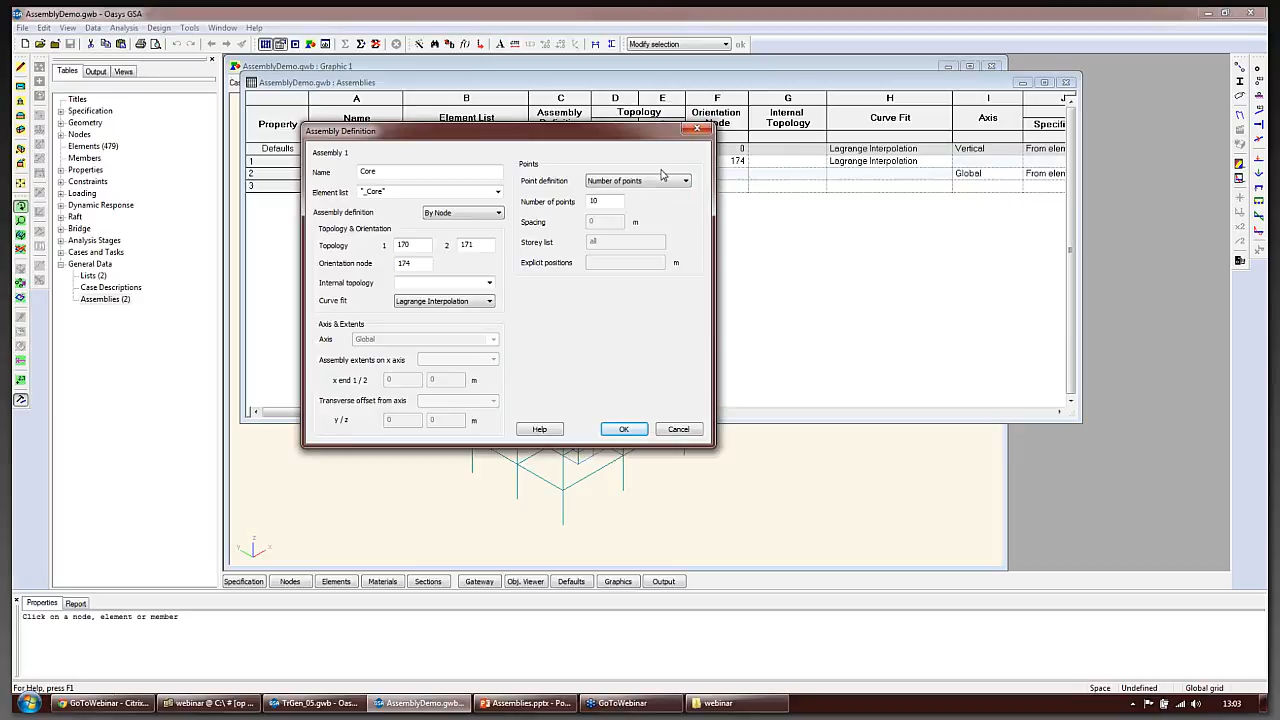 AssemblyDemo.gwb - Oasys GSA
File Edit View Data Analysis Design Tools Window Help
Modify selection ok
Tables Output Views
Titles
Specification
Geometry
Nodes
Elements (479)
Members
Properties
Constraints
Loading
Dynamic Response
Raft
Bridge
Analysis Stages
Cases and Tasks
General Data
Lists (2)
Case Descriptions
Assemblies (2)
AssemblyDemo.gwb : Graphic 1
AssemblyDemo.gwb : Assemblies
A B C D E F G H I J
Property Name Element List Assembly Topology Orientation Node Internal Topology Curve Fit Axis Specifi
Defaults 0 Lagrange Interpolation Vertical From elen
1 174 Lagrange Interpolation
2 Global From elen
3
Assembly Definition
Assembly 1
Name Core
Element list "_Core"
Assembly definition By Node
Topology & Orientation
Topology 1 170 2 171
Orientation node 174
Internal topology
Curve fit Lagrange Interpolation
Axis & Extents
Axis Global
Assembly extents on x axis
x end 1 / 2 0 0 m
Transverse offset from axis
y / z 0 0 m
Points
Point definition Number of points
Number of points 10
Spacing 0 m
Storey list all
Explicit positions m
Help OK Cancel
z
y x
Specification Nodes Elements Materials Sections Gateway Obj. Viewer Defaults Graphics Output
Properties Report
Click on a node, element or member
For Help, press F1
Space Undefined Global grid
GoToWebinar - Citrix... webinar @ C:\ # [op ... TrGen_05.gwb - Oas... AssemblyDemo.gwb... Assemblies.pptx - Po... GoToWebinar webinar 13:03